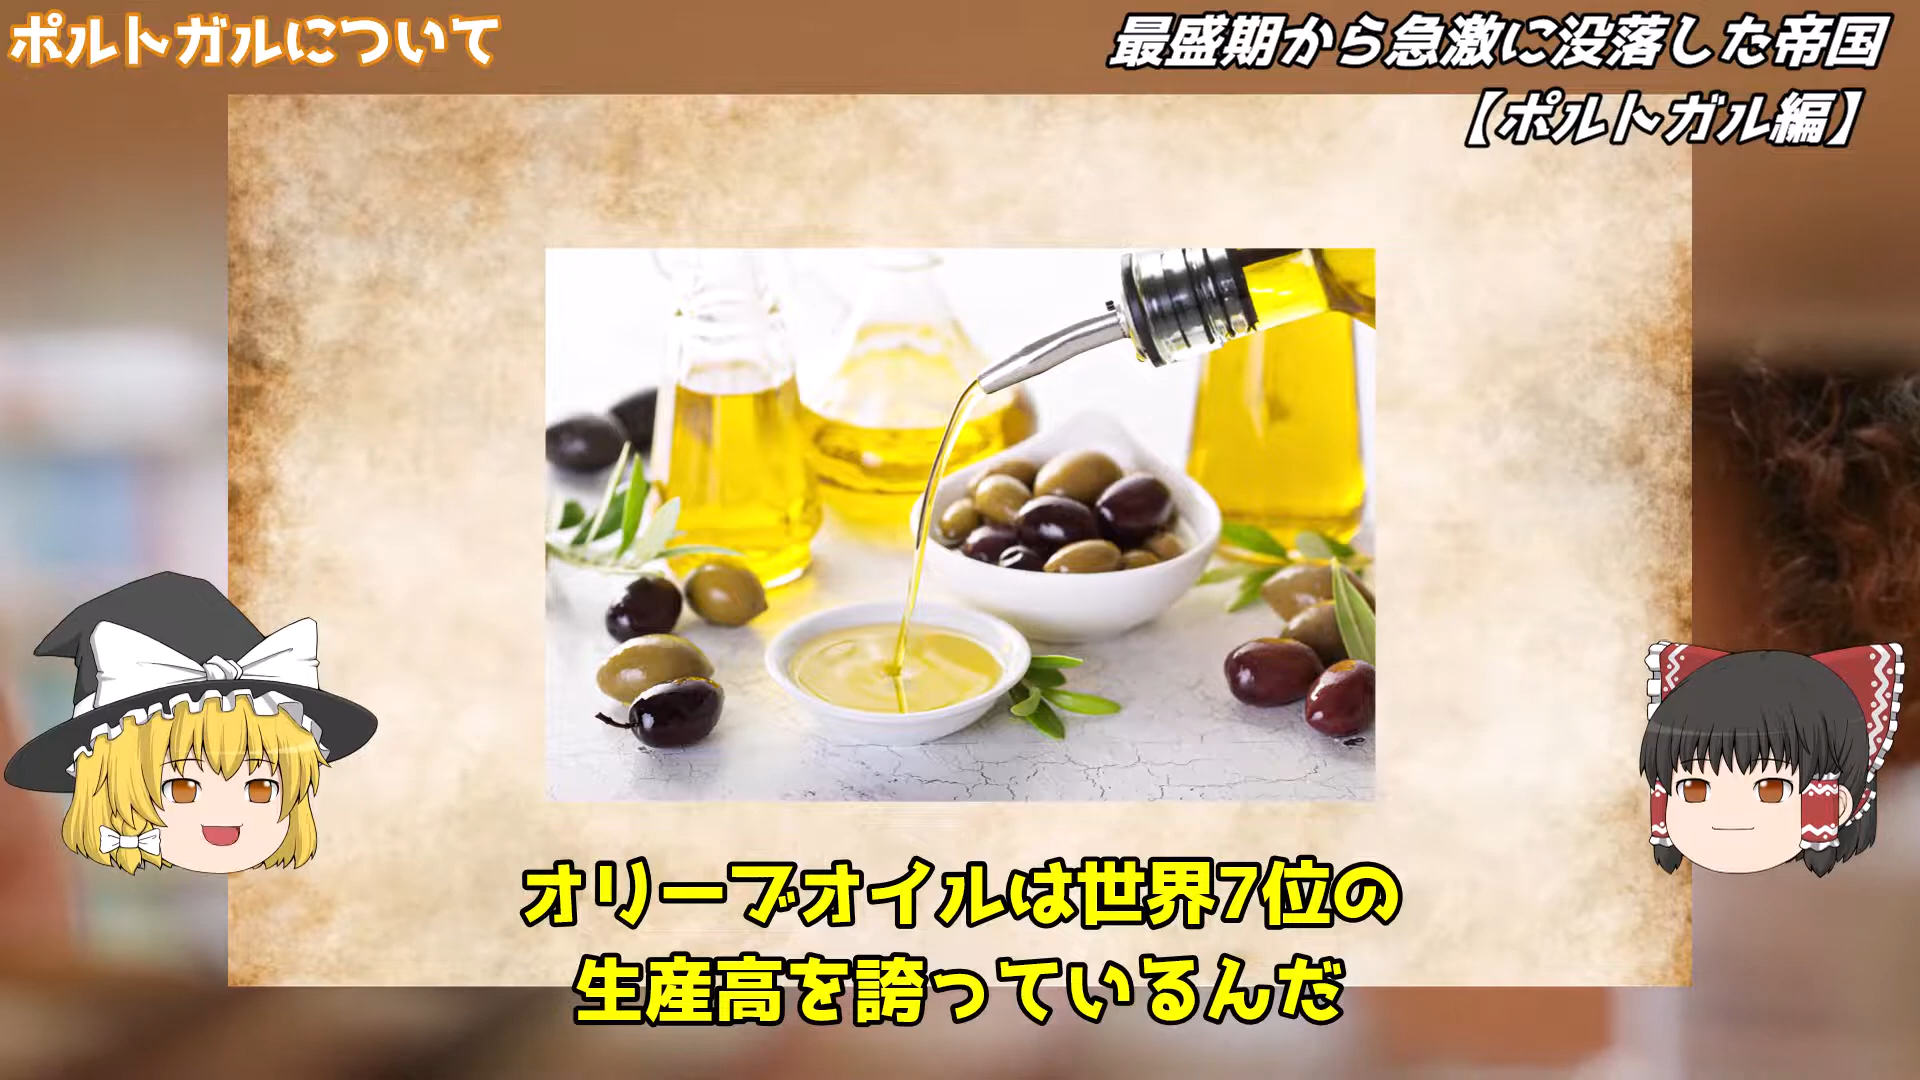 ポルトガルについて
最盛期から急激に没落した帝国
【ポルトガル編】
オリーブオイルは世界7位の
生産高を誇っているんだ